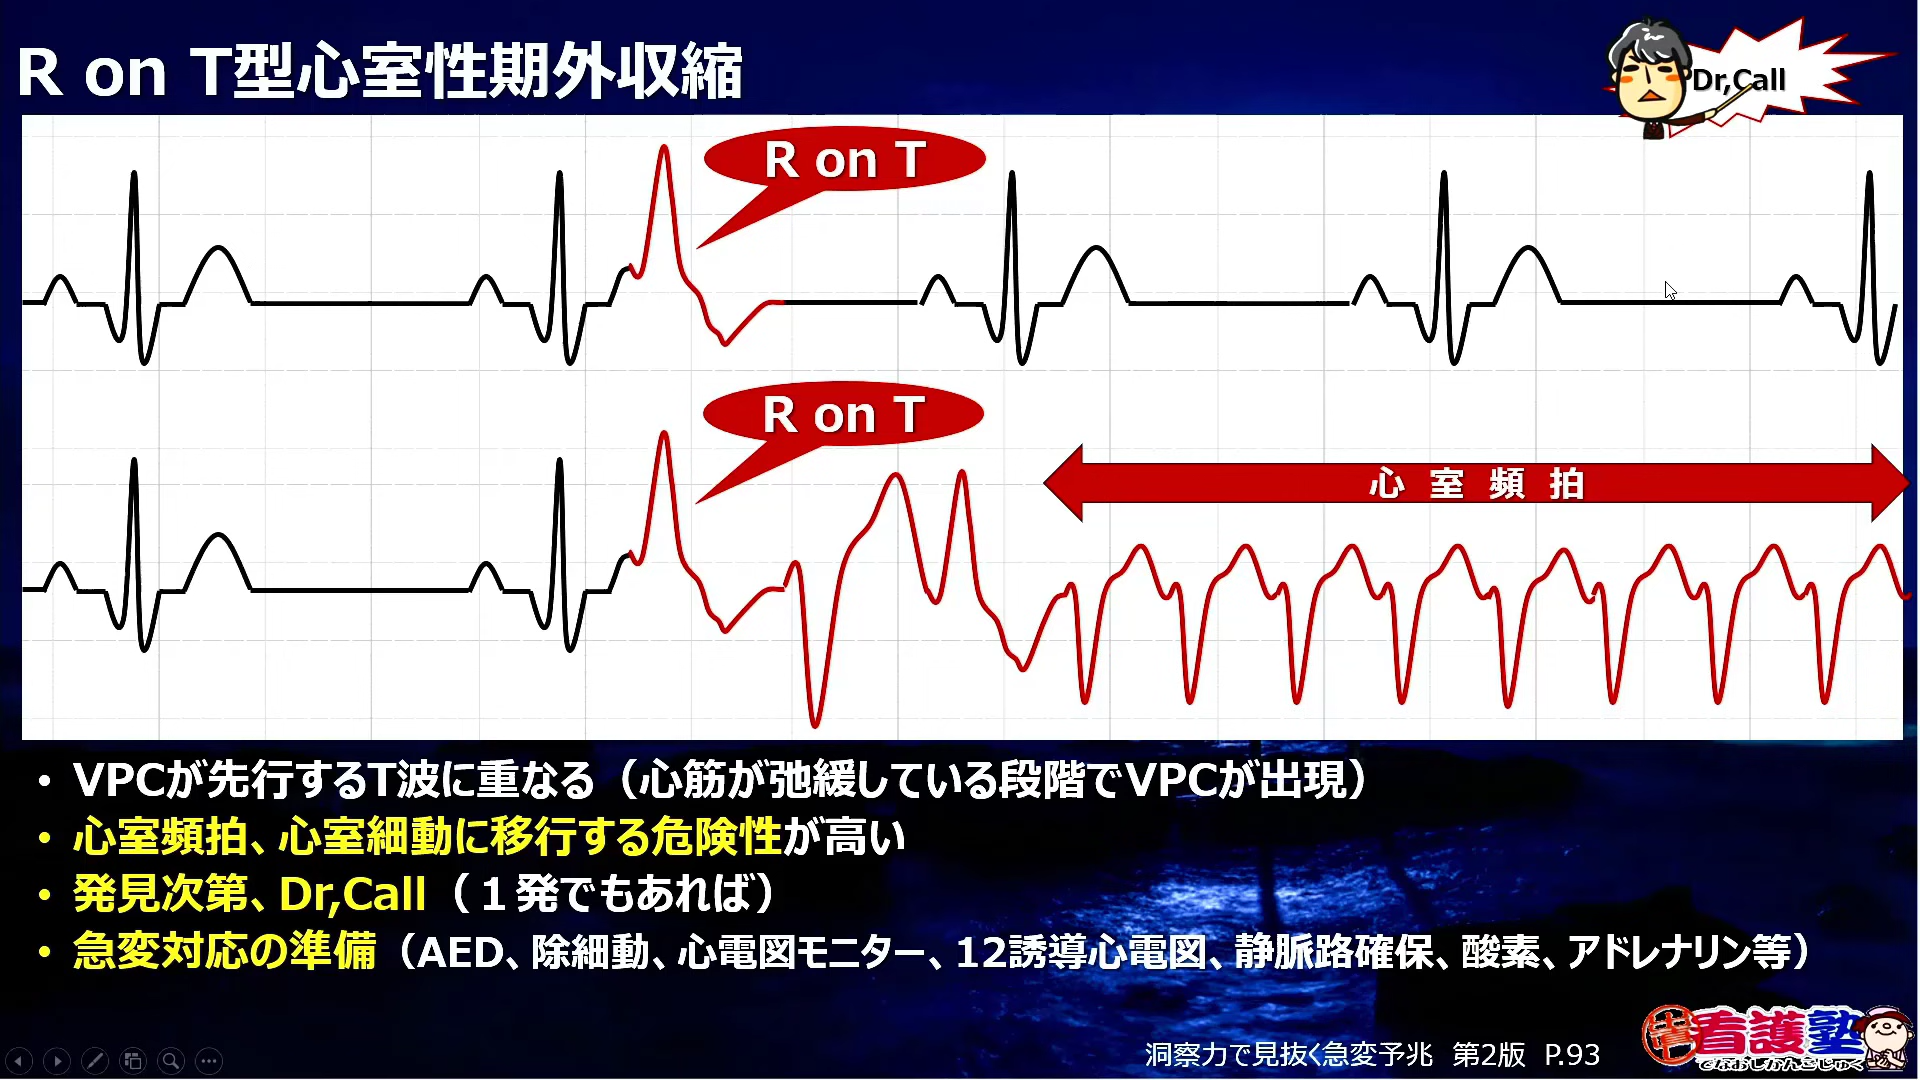 R on T型心室性期外収縮
Dr,Call
R on T
R on T
心室頻拍
• VPCが先行するT波に重なる（心筋が弛緩している段階でVPCが出現）
• 心室頻拍、心室細動に移行する危険性が高い
• 発見次第、Dr,Call（１発でもあれば）
• 急変対応の準備（AED、除細動、心電図モニター、12誘導心電図、静脈路確保、酸素、アドレナリン等）
洞察力で見抜く急変予兆 第2版 P.93
看護塾